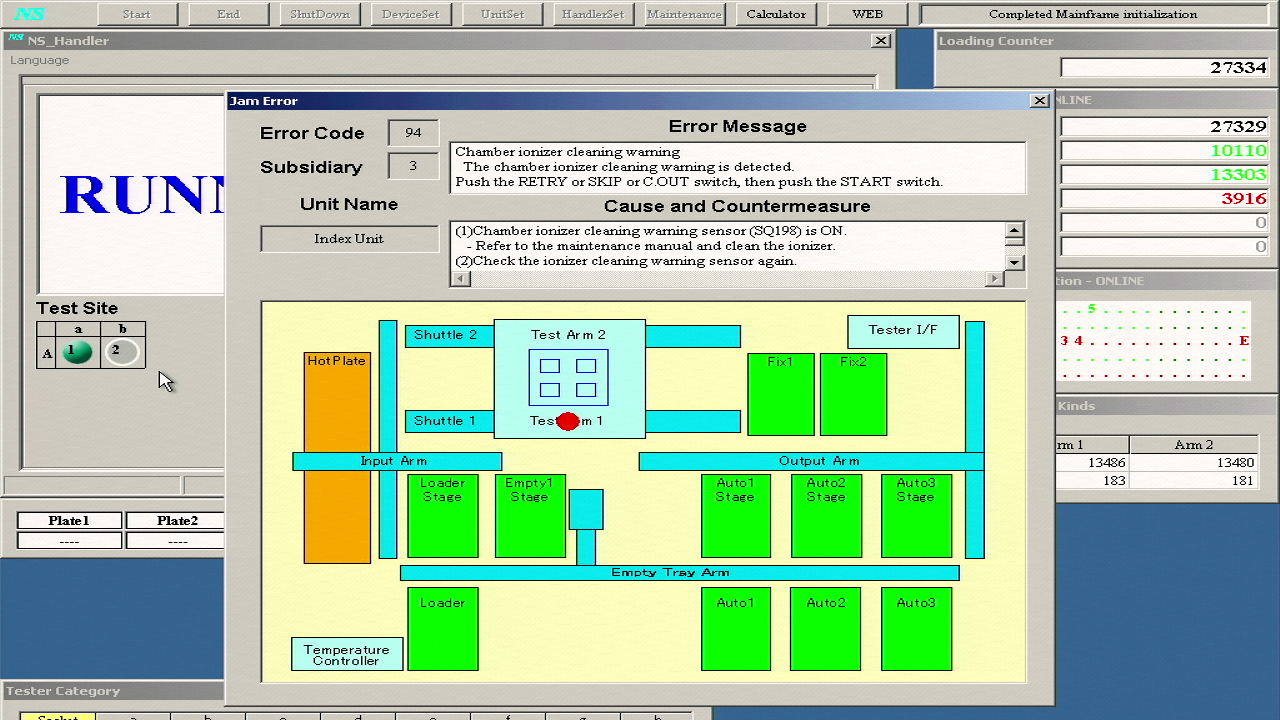 NS Start End ShutDown DeviceSet UnitSet HandlerSet Maintenance Calculator WEB Completed Mainframe initialization
NS NS_Handler
Language
Loading Counter
27334
Jam Error
Error Code 94
Subsidiary 3
Unit Name
Index Unit
Error Message
Chamber ionizer cleaning warning
The chamber ionizer cleaning warning is detected.
Push the RETRY or SKIP or C.OUT switch, then push the START switch.
Cause and Countermeasure
(1)Chamber ionizer cleaning warning sensor (SQ198) is ON.
- Refer to the maintenance manual and clean the ionizer.
(2)Check the ionizer cleaning warning sensor again.
NLINE
27329
10110
13303
3916
0
0
RUNN
Test Site
a b
A 1 2
Shuttle 2
Test Arm 2
Tester I/F
HotPlate
Fix1
Fix2
Shuttle 1
Input Arm
Output Arm
Loader
Stage
Empty1
Stage
Auto1
Stage
Auto2
Stage
Auto3
Stage
Empty Tray Arm
Loader
Auto1
Auto2
Auto3
Temperature
Controller
tion - ONLINE
5
3 4 E
Kinds
rm 1 Arm 2
13486 13480
183 181
Plate1 Plate2
---- ----
Tester Category
Socket a b c d e f g h